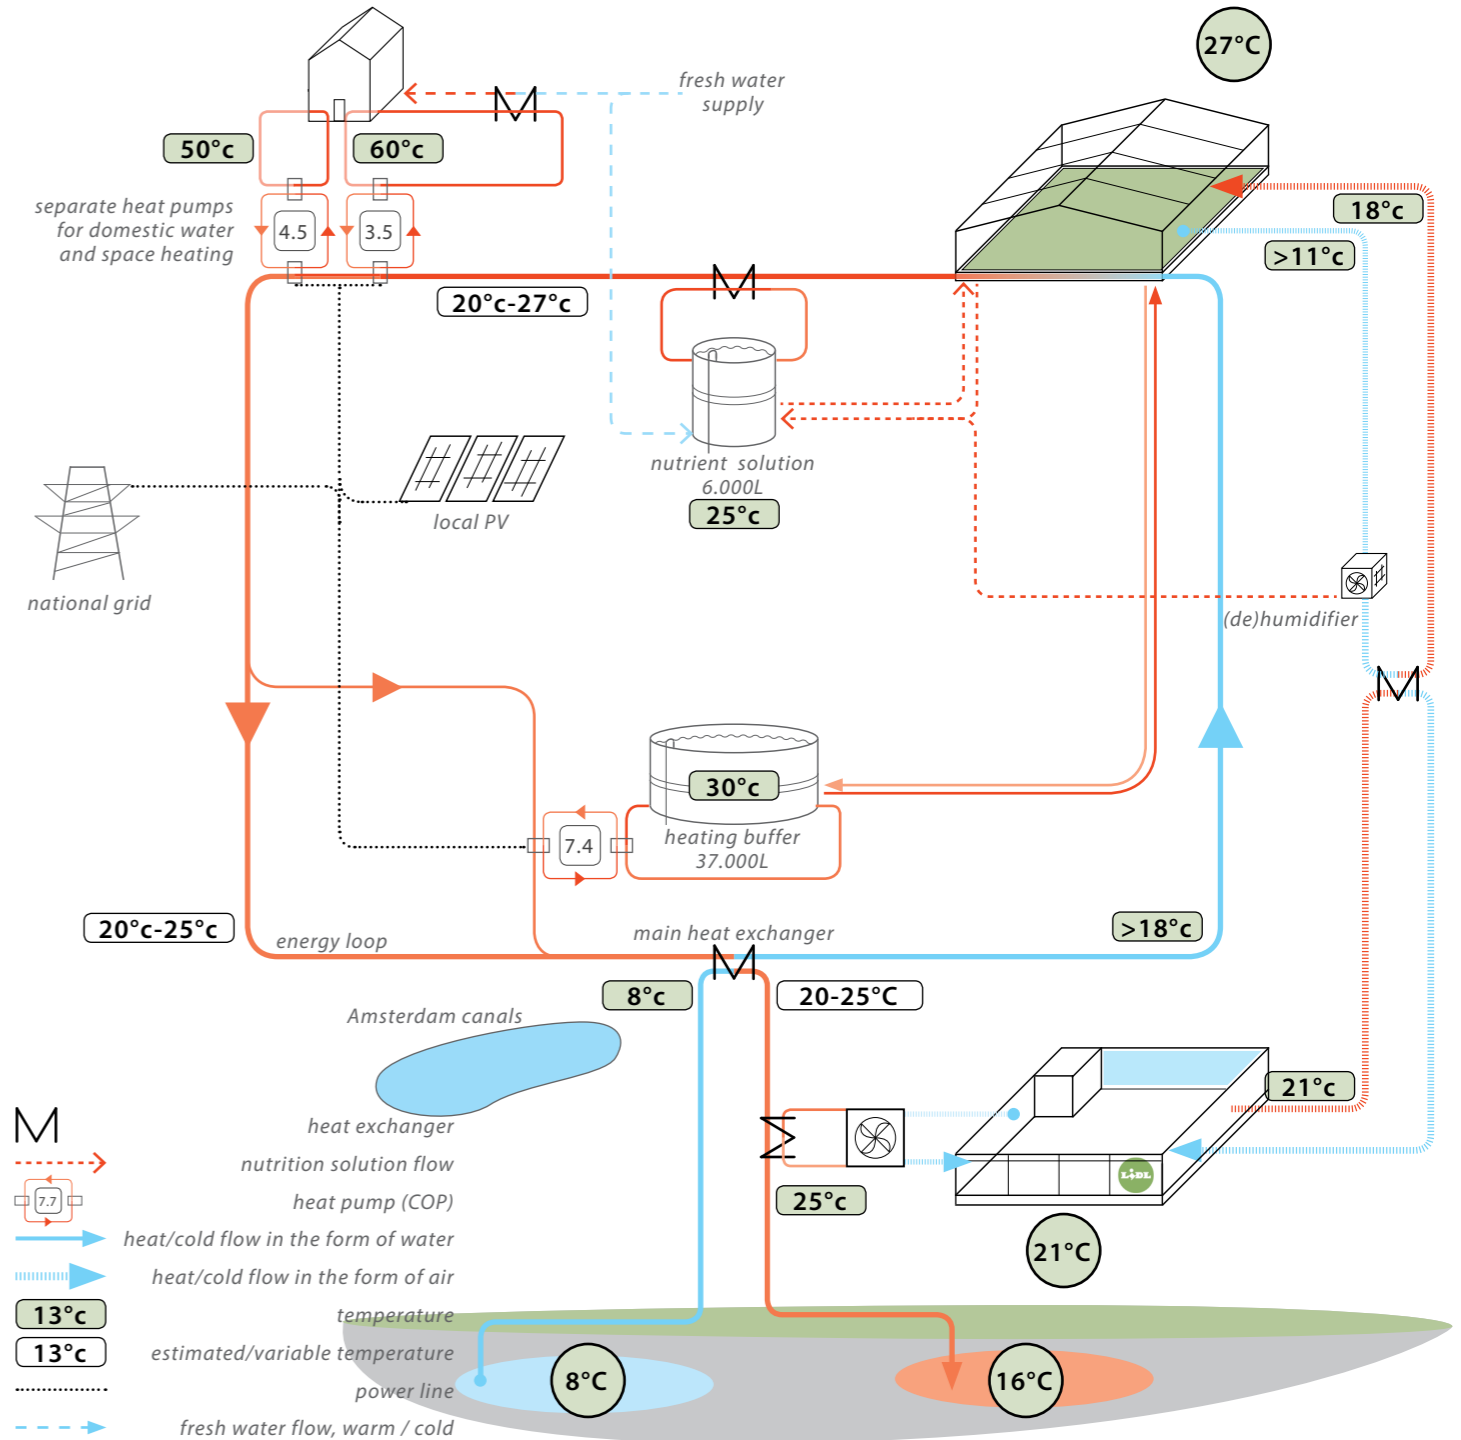 27°C
fresh water
supply
50°c
60°c
separate heat pumps
for domestic water
and space heating
4.5
3.5
18°c
>11°c
20°c-27°c
nutrient solution
6.000L
25°c
local PV
national grid
(de)humidifier
30°c
heating buffer
37.000L
7.4
20°c-25°c
energy loop
main heat exchanger
>18°c
8°c
20-25°C
Amsterdam canals
21°c
25°c
LiDL
21°C
heat exchanger
nutrition solution flow
7.7
heat pump (COP)
heat/cold flow in the form of water
heat/cold flow in the form of air
13°c
temperature
13°c
estimated/variable temperature
power line
fresh water flow, warm / cold
8°C
16°C